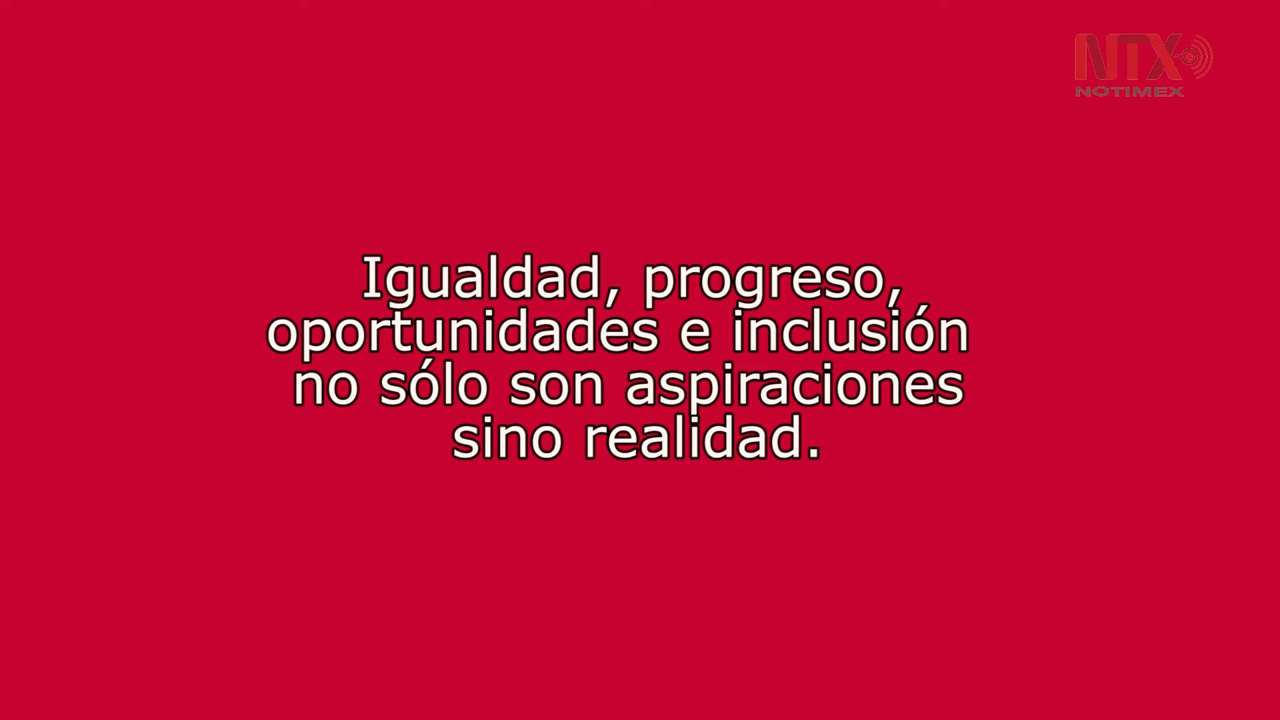 NTX
NOTIMEX
Igualdad, progreso,
oportunidades e inclusión
no sólo son aspiraciones
sino realidad.